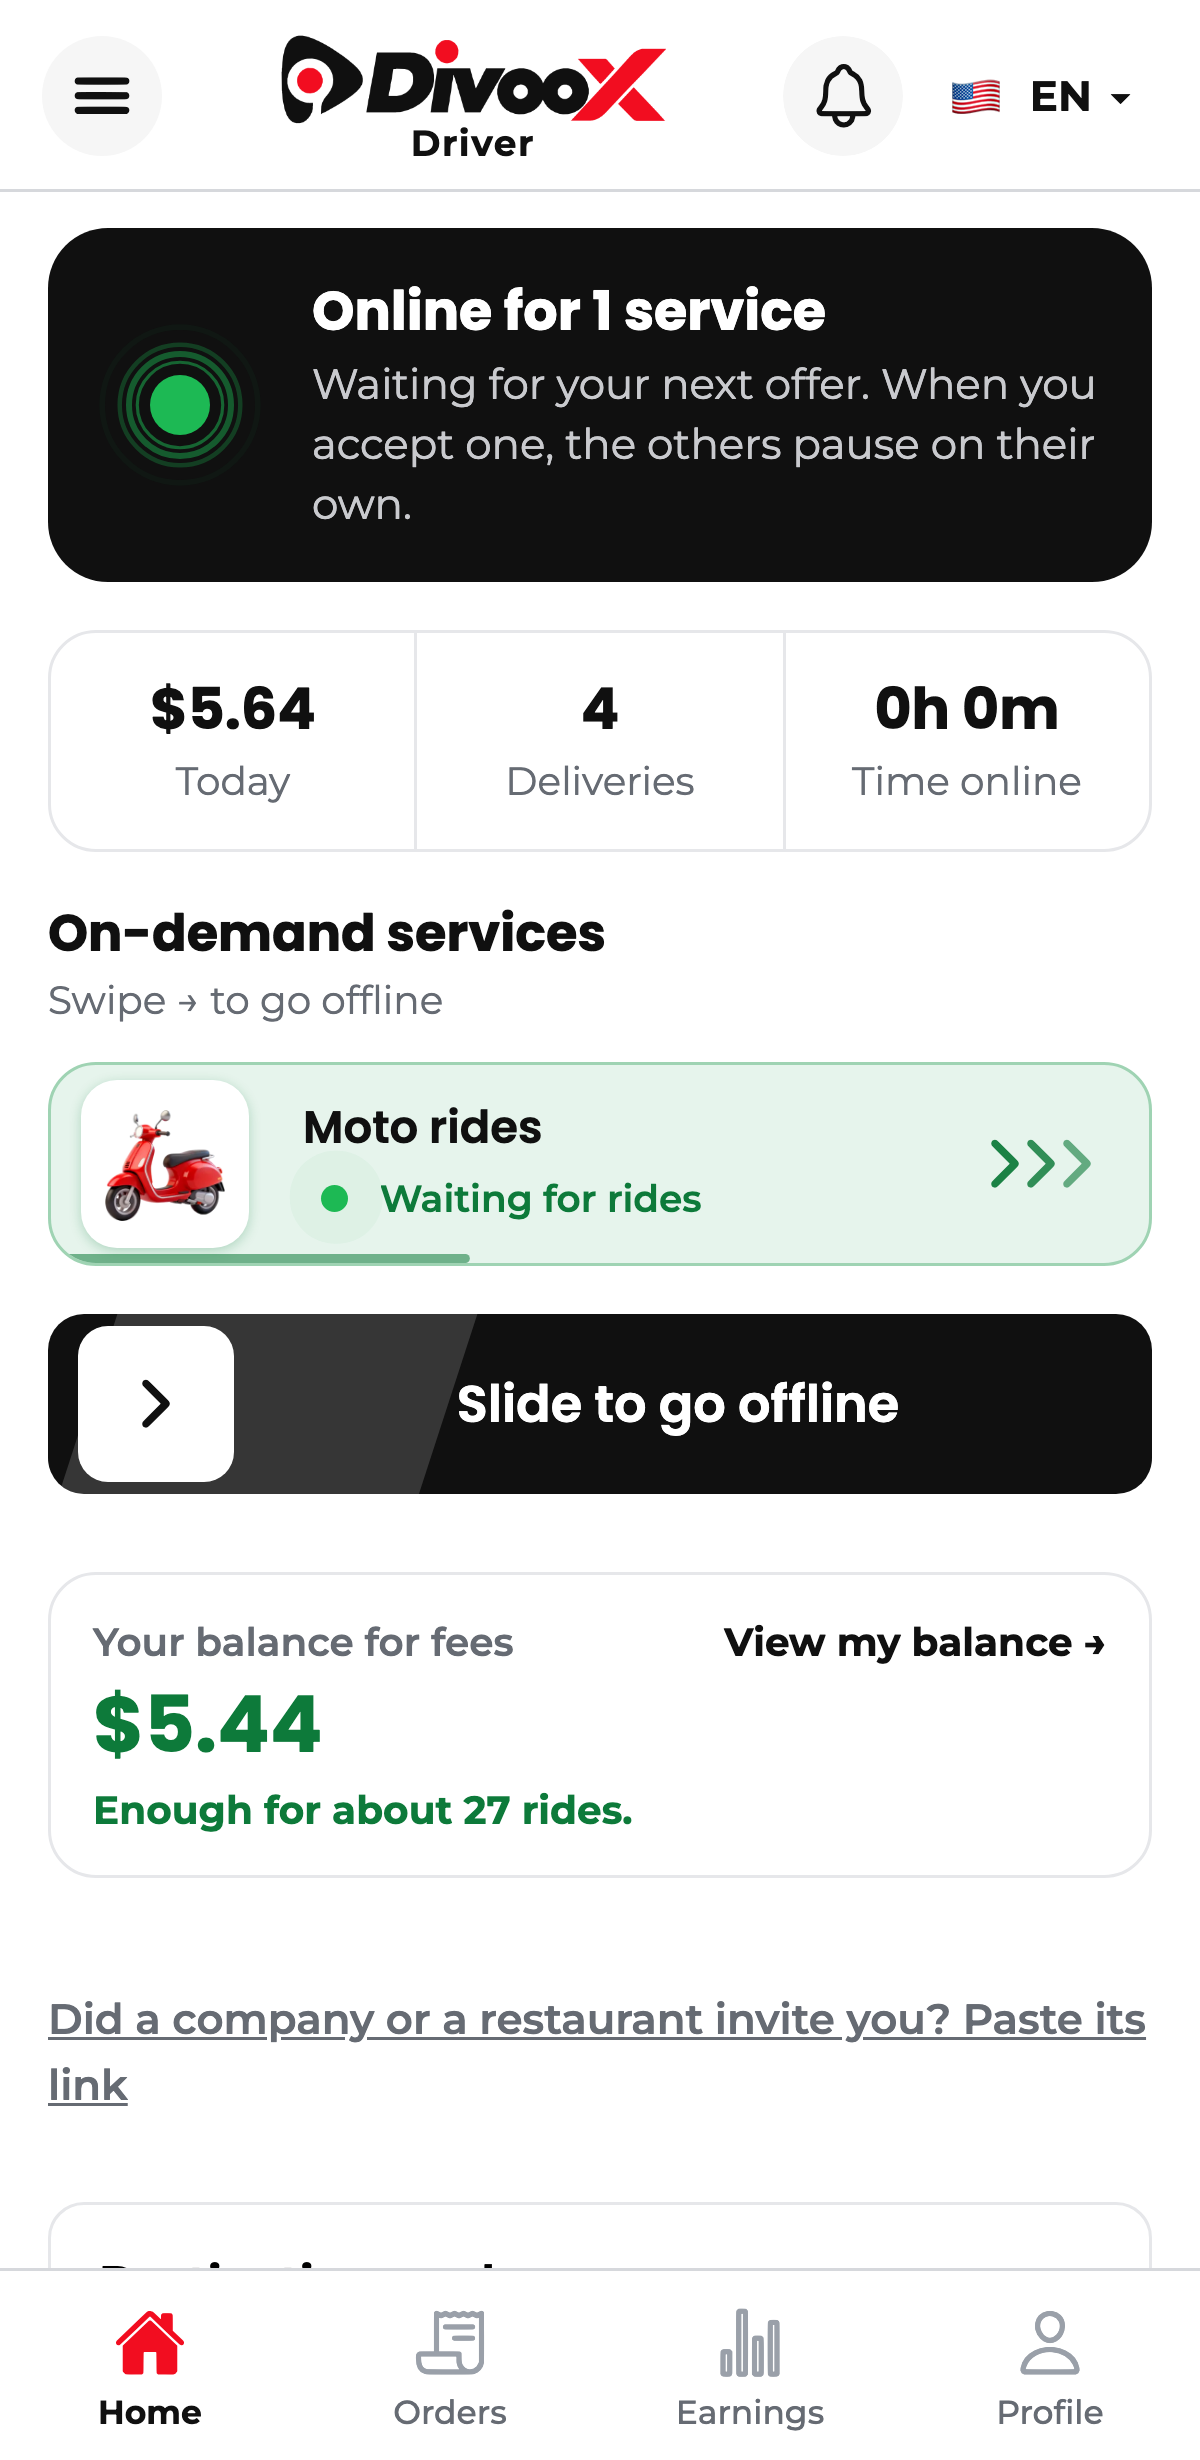 DivooX
Driver
EN
Online for 1 service
Waiting for your next offer. When you
accept one, the others pause on their
own.
$5.64
Today
4
Deliveries
0h 0m
Time online
On-demand services
Swipe → to go offline
Moto rides
Waiting for rides
Slide to go offline
Your balance for fees
View my balance →
$5.44
Enough for about 27 rides.
Did a company or a restaurant invite you? Paste its
link
Home
Orders
Earnings
Profile